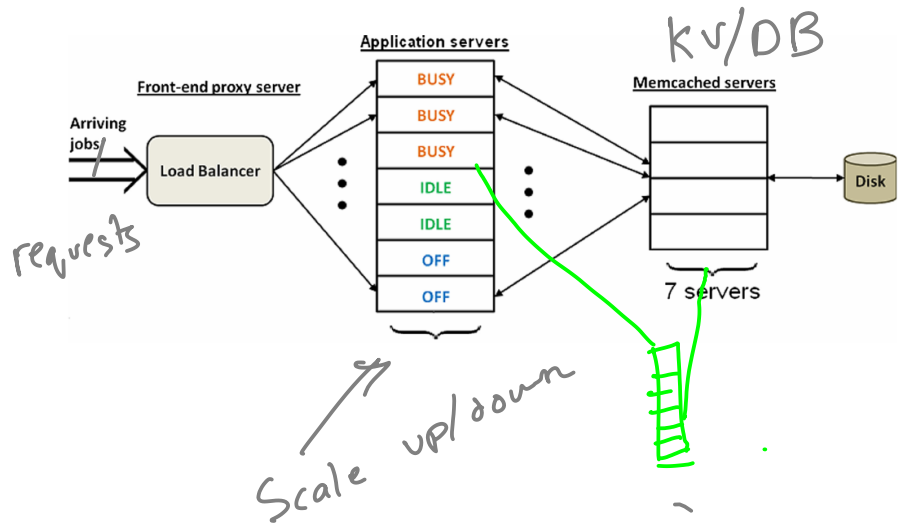 KV/DB
Application servers
Front-end proxy server
Memcached servers
Arriving
jobs
Load Balancer
BUSY
BUSY
BUSY
IDLE
IDLE
OFF
OFF
Disk
requests
7 servers
Scale up/down